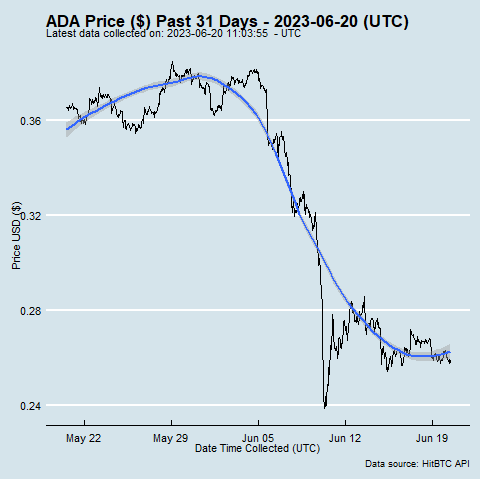 ADA Price ($) Past 31 Days - 2023-06-20 (UTC)
Latest data collected on: 2023-06-20 11:03:55 - UTC
0.36
0.32
Price USD ($)
0.28
0.24
May 22 May 29 Jun 05 Jun 12 Jun 19
Date Time Collected (UTC)
Data source: HitBTC API